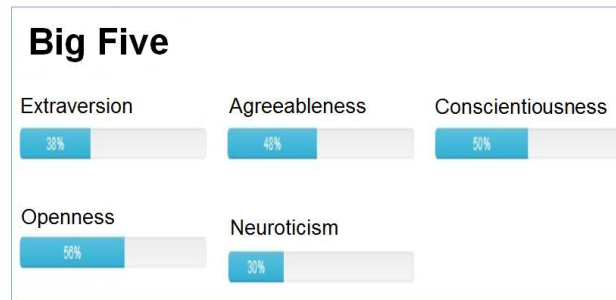 Big Five
Extraversion Agreeableness Conscientiousness
38% 48% 50%
Openness
Neuroticism
56%
30%